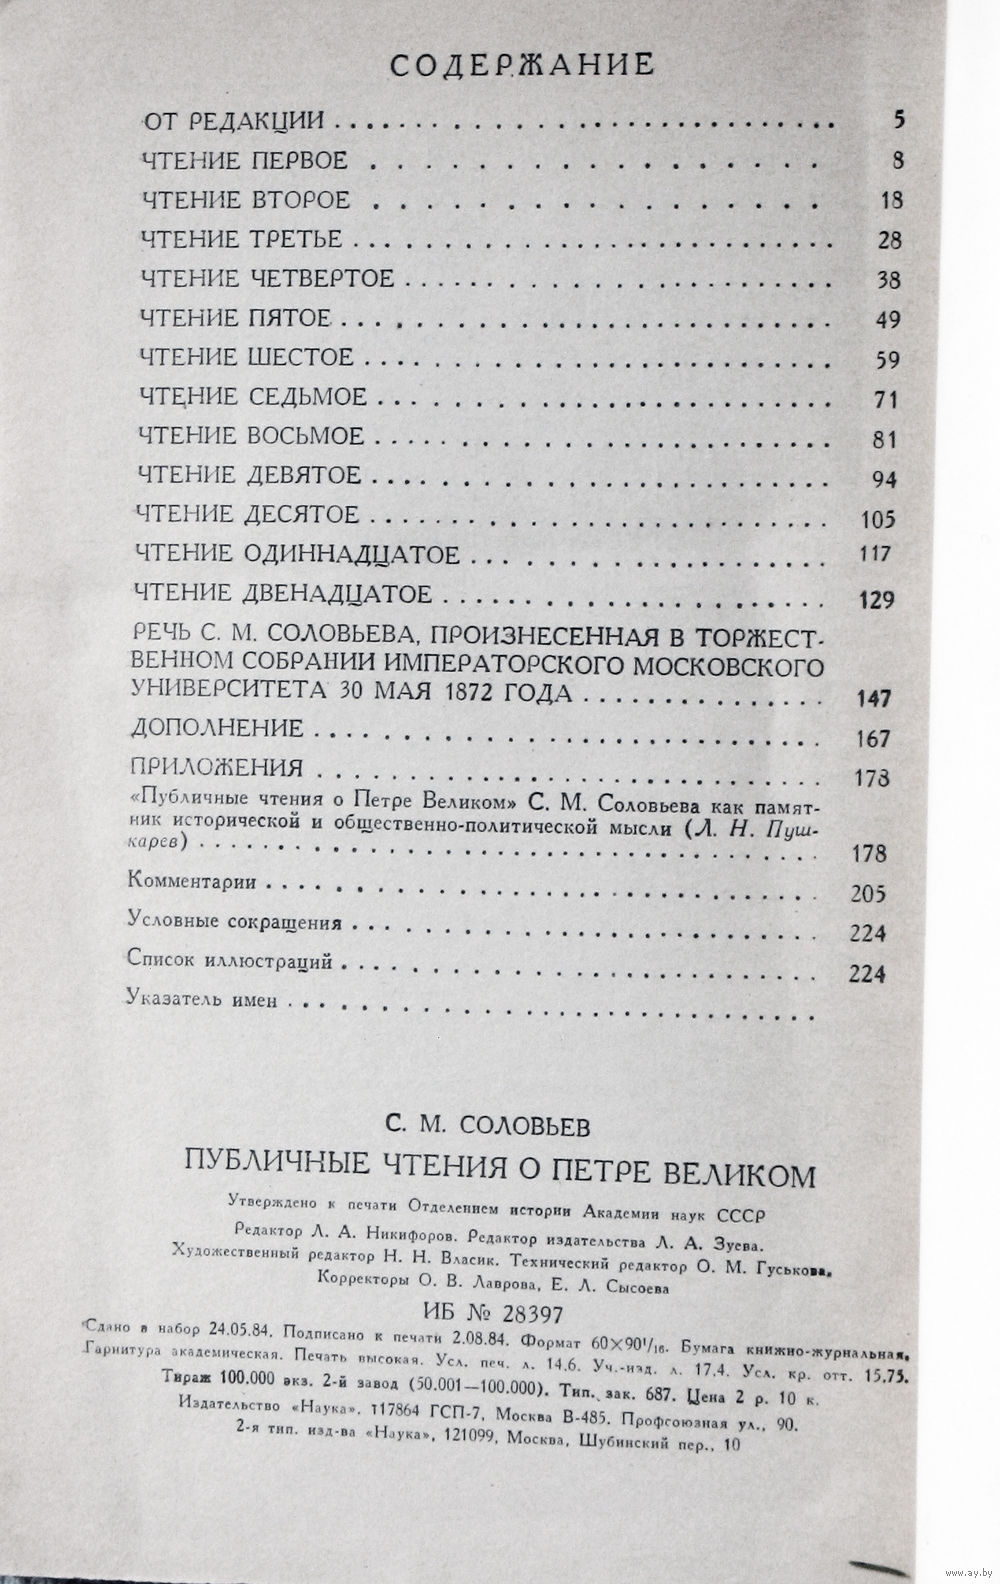 СОДЕРЖАНИЕ
ОТ РЕДАКЦИИ . . . . . . . . . . . . . . . . . . . . . . . . . . . . . . 5
ЧТЕНИЕ ПЕРВОЕ . . . . . . . . . . . . . . . . . 8
ЧТЕНИЕ ВТОРОЕ . . . . . . . . . . . . . . . . . 18
ЧТЕНИЕ ТРЕТЬЕ . . . . . . . . . . . . . . . . . . . . . . . . . 28
ЧТЕНИЕ ЧЕТВЕРТОЕ . . . . . . . . . . . . . . . . . . . . . . 38
ЧТЕНИЕ ПЯТОЕ . . . . . . . . . . . . . . . . . . . . . . . . . 49
ЧТЕНИЕ ШЕСТОЕ . . . . . . . . . . . . . . . . . . . . . . . . 59
ЧТЕНИЕ СЕДЬМОЕ . . . . . . . . . . . . . . . . . . . . . . . 71
ЧТЕНИЕ ВОСЬМОЕ . . . . . . . . . . . . . . . . . . . . . . . 81
ЧТЕНИЕ ДЕВЯТОЕ . . . . . . . . . . . . . . . . . . . . . . . 94
ЧТЕНИЕ ДЕСЯТОЕ . . . . . . . . . . . . . . . . . . . . . . . 105
ЧТЕНИЕ ОДИННАДЦАТОЕ . . . . . . . . . . . . . . . . . . 117
ЧТЕНИЕ ДВЕНАДЦАТОЕ . . . . . . . . . . . . . . . . . . . 129
РЕЧЬ С. М. СОЛОВЬЕВА, ПРОИЗНЕСЕННАЯ В ТОРЖЕСТ-
ВЕННОМ СОБРАНИИ ИМПЕРАТОРСКОГО МОСКОВСКОГО
УНИВЕРСИТЕТА 30 МАЯ 1872 ГОДА . . . . . . . . . . . . . . 147
ДОПОЛНЕНИЕ . . . . . . . . . . . . . . . . . . . . . . . . . . 167
ПРИЛОЖЕНИЯ . . . . . . . . . . . . . . . . . . . . . . . . . . 178
«Публичные чтения о Петре Великом» С. М. Соловьева как памят-
ник исторической и общественно-политической мысли (Л. Н. Пуш-
карев) . . . . . . . . . . . . . . . . . . . . . . . . . . . . . . . . 178
Комментарии . . . . . . . . . . . . . . . . . . . . . . . . . . . . 205
Условные сокращения . . . . . . . . . . . . . . . . . . . . . . . 224
Список иллюстраций . . . . . . . . . . . . . . . . . . . . . . . . 224
Указатель имен . . . . . . . . . . . . . . . . . . . . . . . . . . .
С. М. СОЛОВЬЕВ
ПУБЛИЧНЫЕ ЧТЕНИЯ О ПЕТРЕ ВЕЛИКОМ
Утверждено к печати Отделением истории Академии наук СССР
Редактор Л. А. Никифоров. Редактор издательства Л. А. Зуева.
Художественный редактор Н. Н. Власик. Технический редактор О. М. Гуськова.
Корректоры О. В. Лаврова, Е. Л. Сысоева
ИБ № 28397
Сдано в набор 24.05.84. Подписано к печати 2.08.84. Формат 60×90 1/16. Бумага книжно-журнальная.
Гарнитура академическая. Печать высокая. Усл. печ. л. 14,6. Уч.-изд. л. 17,4. Усл. кр. отт. 15,73.
Тираж 100.000 экз. 2-й завод (50.001—100.000). Тип. зак. 687. Цена 2 р. 10 к.
Издательство «Наука». 117864 ГСП-7, Москва В-485. Профсоюзная ул., 90.
2-я тип. изд-ва «Наука», 121099, Москва, Шубинский пер., 10
www.ay.by